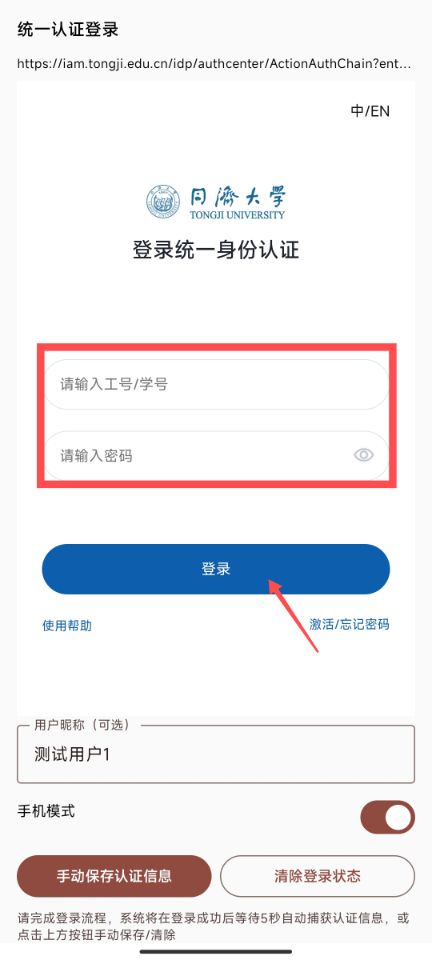 统一认证登录
https://iam.tongji.edu.cn/idp/authcenter/ActionAuthChain?ent...
中/EN
同濟大學
TONGJI UNIVERSITY
登录统一身份认证
请输入工号/学号
请输入密码
登录
使用帮助
激活/忘记密码
用户昵称（可选）
测试用户1
手机模式
手动保存认证信息
清除登录状态
请完成登录流程，系统将在登录成功后等待5秒自动捕获认证信息，或
点击上方按钮手动保存/清除